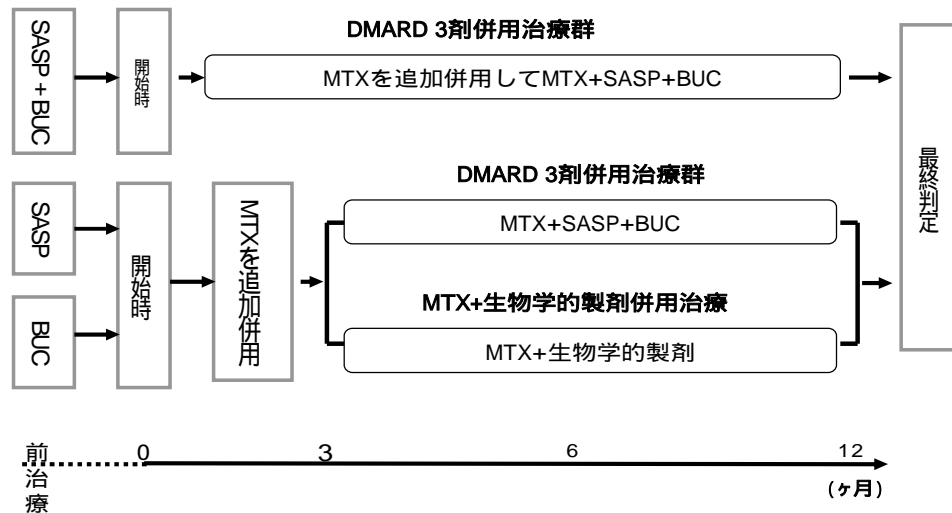 DMARD 3剤併用治療群
SASP + BUC
開始時
MTXを追加併用してMTX+SASP+BUC
最終判定
DMARD 3剤併用治療群
SASP
BUC
開始時
MTXを追加併用
MTX+SASP+BUC
MTX+生物学的製剤併用治療
MTX+生物学的製剤
前治療
0
3
6
12
(ヶ月)